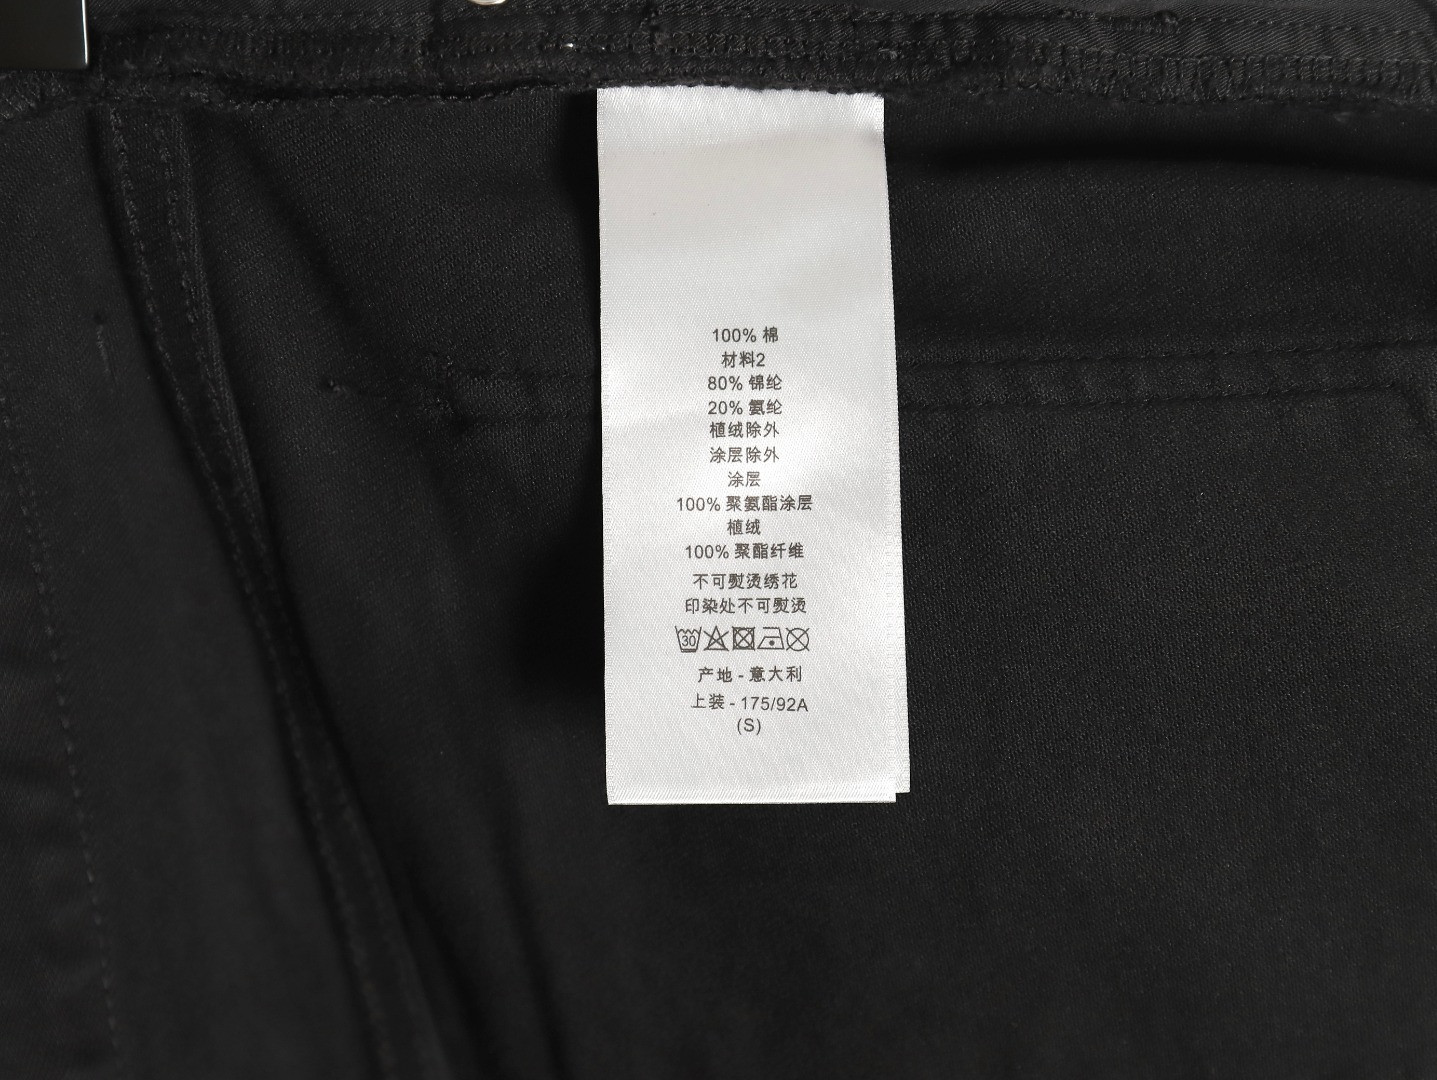 100% 棉
材料2
80% 锦纶
20% 氨纶
植绒除外
涂层除外
涂层
100% 聚氨酯涂层
植绒
100% 聚酯纤维
不可熨烫绣花
印染处不可熨烫
30
产地 - 意大利
上装 - 175/92A
(S)